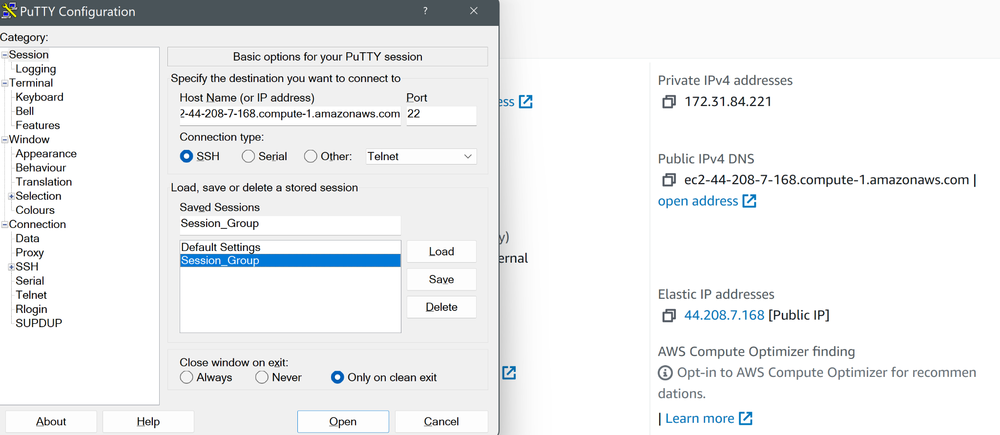 PuTTY Configuration
?
Category:
Session
Logging
Terminal
Keyboard
Bell
Features
Window
Appearance
Behaviour
Translation
Selection
Colours
Connection
Data
Proxy
SSH
Serial
Telnet
Rlogin
SUPDUP
Basic options for your PuTTY session
Specify the destination you want to connect to
Host Name (or IP address) Port
2-44-208-7-168.compute-1.amazonaws.com 22
Connection type:
SSH Serial Other: Telnet
Load, save or delete a stored session
Saved Sessions
Session_Group
Default Settings
Session_Group
Load
Save
Delete
Close window on exit:
Always Never Only on clean exit
About Help Open Cancel
ess
y)
ernal
Private IPv4 addresses
172.31.84.221
Public IPv4 DNS
ec2-44-208-7-168.compute-1.amazonaws.com |
open address
Elastic IP addresses
44.208.7.168 [Public IP]
AWS Compute Optimizer finding
Opt-in to AWS Compute Optimizer for recommen
dations.
| Learn more